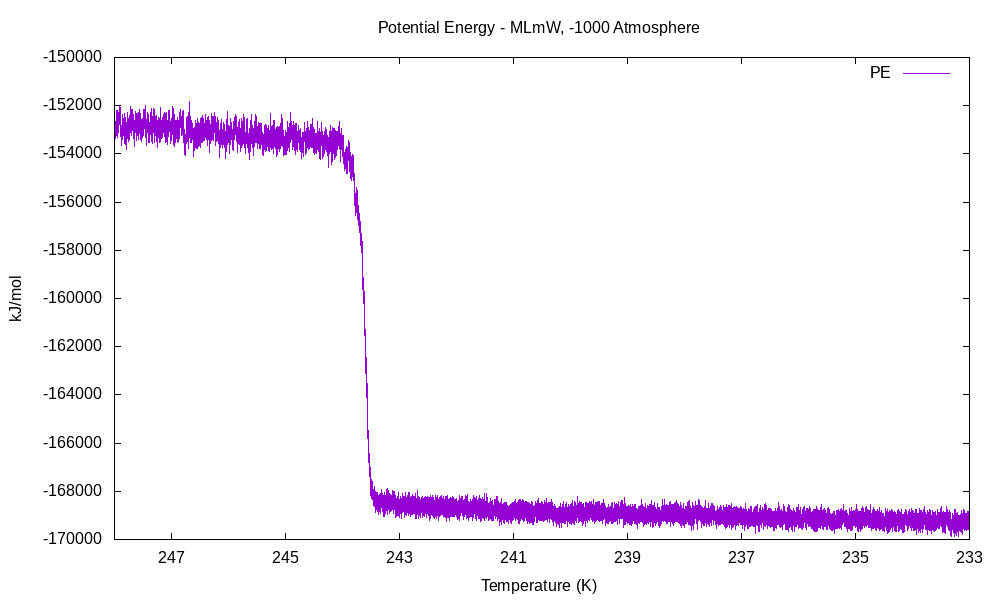 Potential Energy - MLmW, -1000 Atmosphere
PE
-150000
-152000
-154000
-156000
-158000
-160000
-162000
-164000
-166000
-168000
-170000
kJ/mol
247 245 243 241 239 237 235 233
Temperature (K)